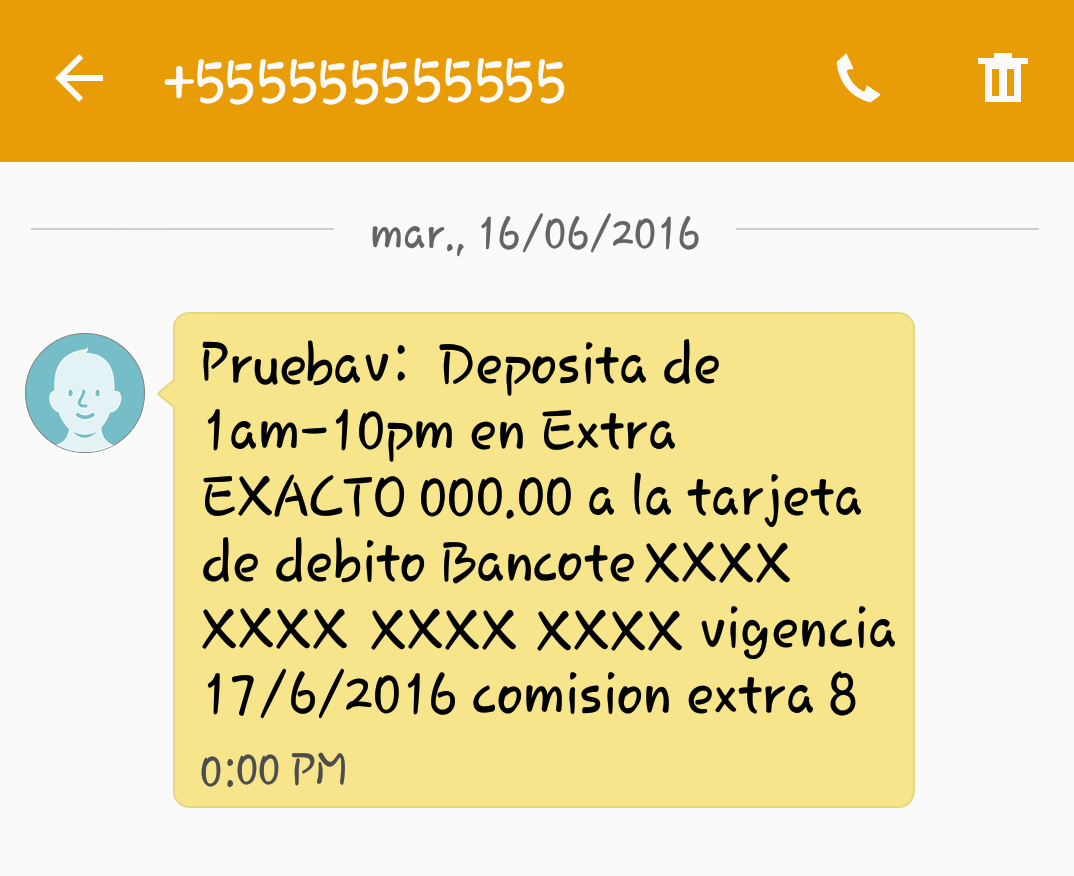 +555555555555
mar., 16/06/2016
Pruebav: Deposita de
1am-10pm en Extra
EXACTO 000.00 a la tarjeta
de debito Bancote XXXX
XXXX XXXX XXXX vigencia
17/6/2016 comision extra 8
0:00 PM